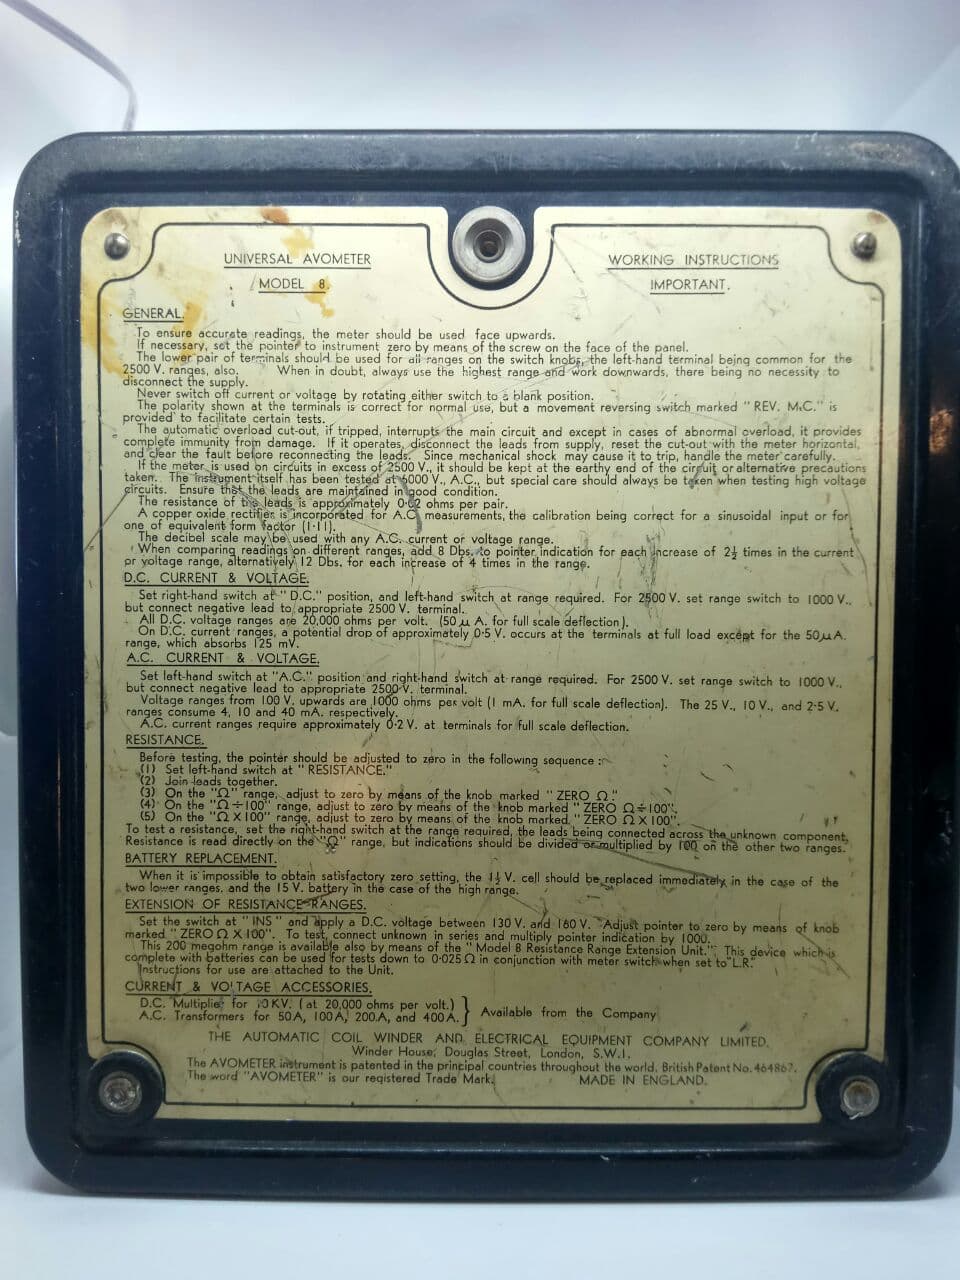 UNIVERSAL AVOMETER
MODEL 8.
WORKING INSTRUCTIONS
IMPORTANT.
GENERAL.
To ensure accurate readings, the meter should be used face upwards.
If necessary, set the pointer to instrument zero by means of the screw on the face of the panel.
The lower pair of terminals should be used for all ranges on the switch knobs, the left-hand terminal being common for the
2500 V. ranges, also. When in doubt, always use the highest range and work downwards, there being no necessity to
disconnect the supply.
Never switch off current or voltage by rotating either switch to a blank position.
The polarity shown at the terminals is correct for normal use, but a movement reversing switch marked "REV. M.C." is
provided to facilitate certain tests.
The automatic overload cut-out, if tripped, interrupts the main circuit and except in cases of abnormal overload, it provides
complete immunity from damage. If it operates, disconnect the leads from supply, reset the cut-out with the meter horizontal,
and clear the fault before reconnecting the leads. Since mechanical shock may cause it to trip, handle the meter carefully.
If the meter is used on circuits in excess of 2500 V., it should be kept at the earthy end of the circuit or alternative precautions
taken. The instrument itself has been tested at 6000 V., A.C., but special care should always be taken when testing high voltage
circuits. Ensure that the leads are maintained in good condition.
The resistance of the leads is approximately 0·02 ohms per pair.
A copper oxide rectifier is incorporated for A.C. measurements, the calibration being correct for a sinusoidal input or for
one of equivalent form factor (1·11).
The decibel scale may be used with any A.C. current or voltage range.
When comparing readings on different ranges, add 8 Dbs. to pointer indication for each increase of 2½ times in the current
or voltage range, alternatively 12 Dbs. for each increase of 4 times in the range.
D.C. CURRENT & VOLTAGE.
Set right-hand switch at "D.C." position, and left-hand switch at range required. For 2500 V. set range switch to 1000 V.,
but connect negative lead to appropriate 2500 V. terminal.
All D.C. voltage ranges are 20,000 ohms per volt. (50 μ A. for full scale deflection).
On D.C. current ranges, a potential drop of approximately 0·5 V. occurs at the terminals at full load except for the 50μA.
range, which absorbs 125 mV.
A.C. CURRENT & VOLTAGE.
Set left-hand switch at "A.C." position and right-hand switch at range required. For 2500 V. set range switch to 1000 V.,
but connect negative lead to appropriate 2500 V. terminal.
Voltage ranges from 100 V. upwards are 1000 ohms per volt (1 mA. for full scale deflection). The 25 V., 10 V., and 2·5 V.
ranges consume 4, 10 and 40 mA. respectively.
A.C. current ranges require approximately 0·2 V. at terminals for full scale deflection.
RESISTANCE.
Before testing, the pointer should be adjusted to zero in the following sequence :
(1) Set left-hand switch at "RESISTANCE."
(2) Join leads together.
(3) On the "Ω" range, adjust to zero by means of the knob marked "ZERO Ω."
(4) On the "Ω÷100" range, adjust to zero by means of the knob marked "ZERO Ω÷100".
(5) On the "Ω X 100" range, adjust to zero by means of the knob marked "ZERO Ω X 100".
To test a resistance, set the right-hand switch at the range required, the leads being connected across the unknown component.
Resistance is read directly on the "Ω" range, but indications should be divided or multiplied by 100 on the other two ranges.
BATTERY REPLACEMENT.
When it is impossible to obtain satisfactory zero setting, the 1½ V. cell should be replaced immediately, in the case of the
two lower ranges, and the 15 V. battery in the case of the high range.
EXTENSION OF RESISTANCE RANGES.
Set the switch at "INS" and apply a D.C. voltage between 130 V. and 160 V. Adjust pointer to zero by means of knob
marked "ZERO Ω X 100". To test, connect unknown in series and multiply pointer indication by 1000.
This 200 megohm range is available also by means of the "Model 8 Resistance Range Extension Unit." This device which is
complete with batteries can be used for tests down to 0·025 Ω in conjunction with meter switch when set to "L.R."
Instructions for use are attached to the Unit.
CURRENT & VOLTAGE ACCESSORIES.
D.C. Multiplier for 10 KV. (at 20,000 ohms per volt.)
A.C. Transformers for 50 A, 100 A, 200 A, and 400 A.
Available from the Company
THE AUTOMATIC COIL WINDER AND ELECTRICAL EQUIPMENT COMPANY LIMITED,
Winder House, Douglas Street, London, S.W.1.
The AVOMETER instrument is patented in the principal countries throughout the world. British Patent No. 464867.
The word "AVOMETER" is our registered Trade Mark. MADE IN ENGLAND.